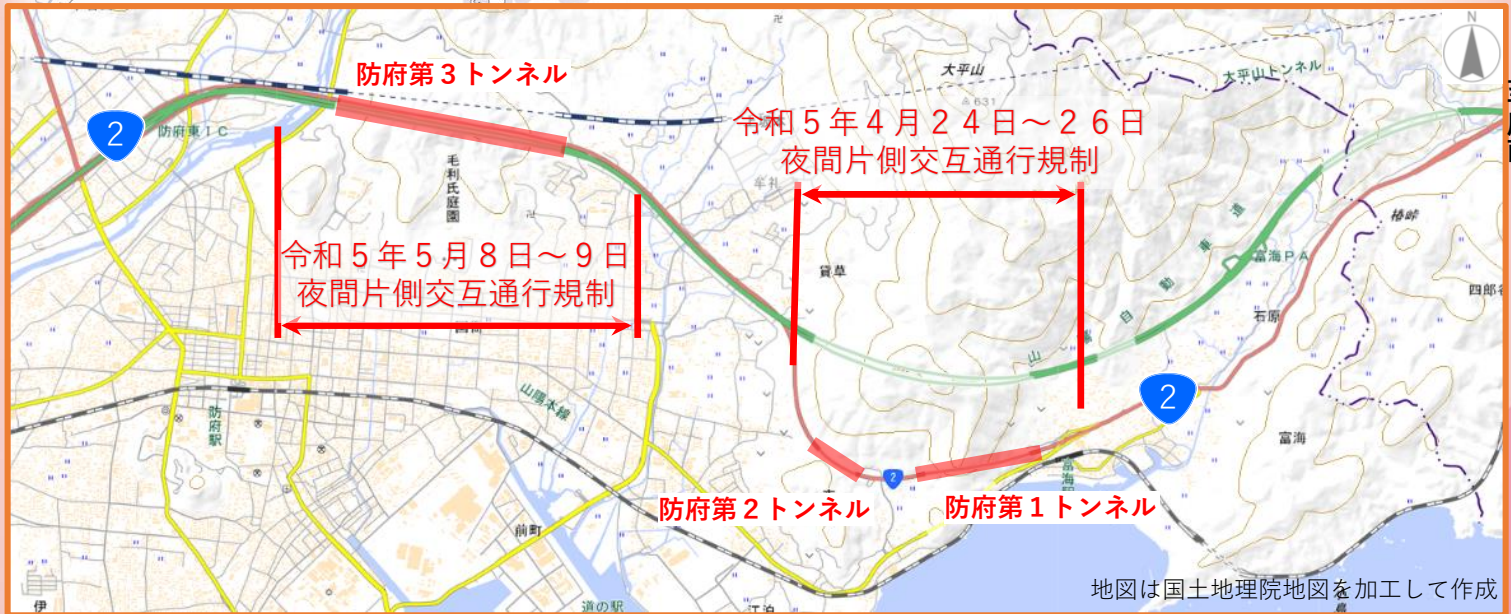 防府第３トンネル
大平山
631
大平山トンネル
N
2
防府東ＩＣ
令和５年４月２４日～２６日
夜間片側交互通行規制
毛利氏庭園
牟礼
椿峠
令和５年５月８日～９日
夜間片側交互通行規制
貸草
山陽自動車道
富海ＰＡ
四郎谷
石原
国衙
山陽本線
2
防府駅
富海
富海駅
2
防府第２トンネル
防府第１トンネル
前町
江泊
道の駅
伊
地図は国土地理院地図を加工して作成